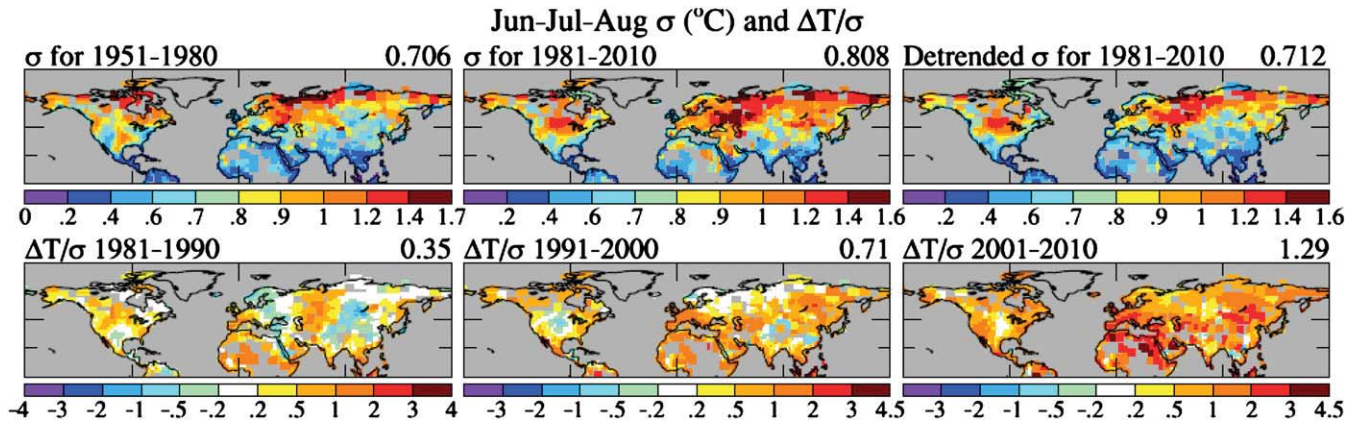 Jun-Jul-Aug σ (°C) and ΔT/σ
σ for 1951-1980 0.706
σ for 1981-2010 0.808
Detrended σ for 1981-2010 0.712
0 .2 .4 .6 .7 .8 .9 1 1.2 1.4 1.7
.2 .4 .6 .7 .8 .9 1 1.2 1.4 1.6
.2 .4 .6 .7 .8 .9 1 1.2 1.4 1.6
ΔT/σ 1981-1990 0.35
ΔT/σ 1991-2000 0.71
ΔT/σ 2001-2010 1.29
-4 -3 -2 -1 -.5 -.2 .2 .5 1 2 3 4
-3 -2 -1 -.5 -.2 .2 .5 1 2 3 4.5
-3 -2 -1 -.5 -.2 .2 .5 1 2 3 4.5